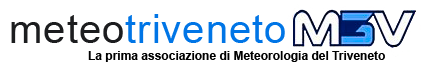 meteotriveneto M3V
La prima associazione di Meteorologia del Triveneto